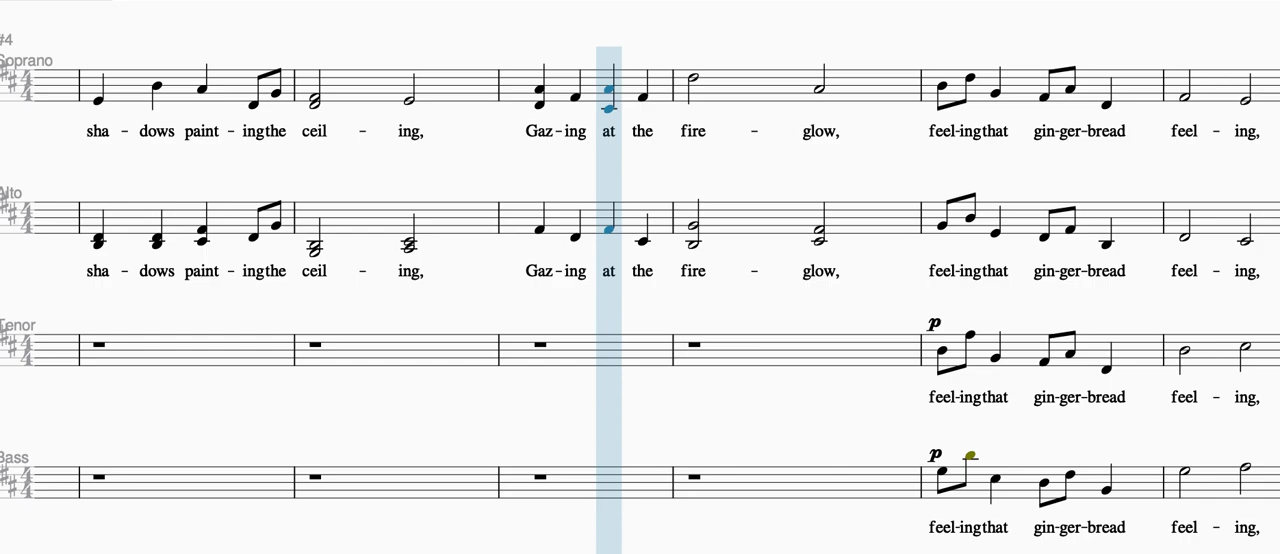 #4
Soprano
sha - dows paint - ing the ceil - ing, Gaz - ing at the fire - glow, feel - ing that gin - ger - bread feel - ing,
Alto
sha - dows paint - ing the ceil - ing, Gaz - ing at the fire - glow, feel - ing that gin - ger - bread feel - ing,
Tenor
p
feel - ing that gin - ger - bread feel - ing,
Bass
p
feel - ing that gin - ger - bread feel - ing,